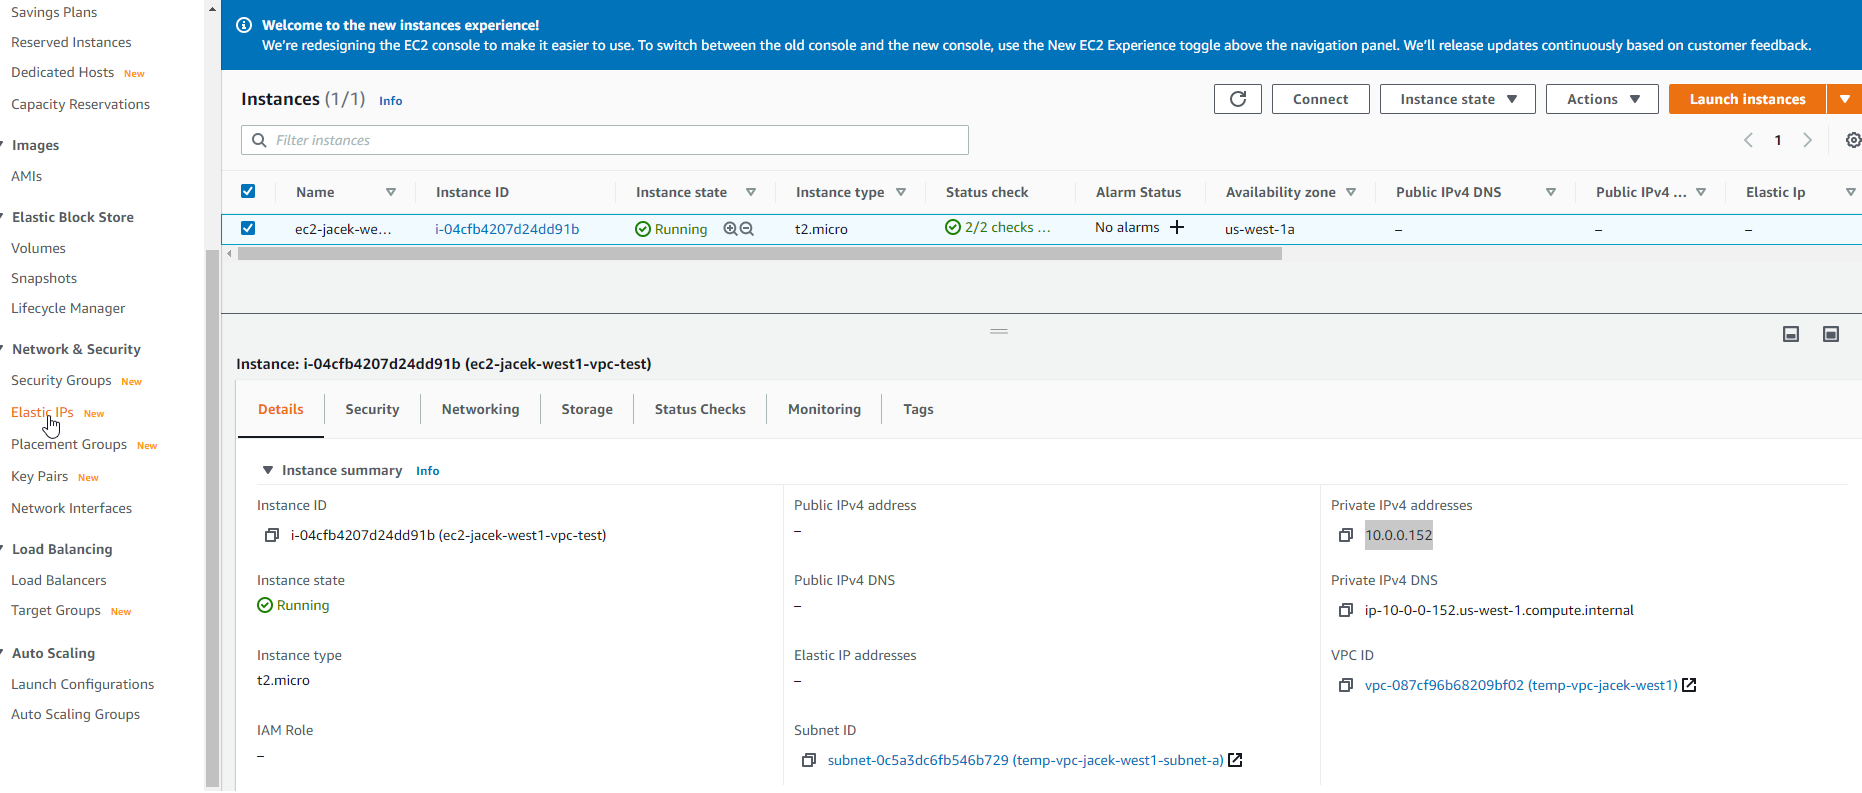 Savings Plans
Reserved Instances
Dedicated Hosts New
Capacity Reservations
Images
AMIs
Elastic Block Store
Volumes
Snapshots
Lifecycle Manager
Network & Security
Security Groups New
Elastic IPs New
Placement Groups New
Key Pairs New
Network Interfaces
Load Balancing
Load Balancers
Target Groups New
Auto Scaling
Launch Configurations
Auto Scaling Groups
Welcome to the new instances experience!
We're redesigning the EC2 console to make it easier to use. To switch between the old console and the new console, use the New EC2 Experience toggle above the navigation panel. We'll release updates continuously based on customer feedback.
Instances (1/1) Info
Connect Instance state Actions Launch instances
Filter instances
1
Name Instance ID Instance state Instance type Status check Alarm Status Availability zone Public IPv4 DNS Public IPv4 ... Elastic Ip
ec2-jacek-we... i-04cfb4207d24dd91b Running t2.micro 2/2 checks ... No alarms + us-west-1a – – –
Instance: i-04cfb4207d24dd91b (ec2-jacek-west1-vpc-test)
Details Security Networking Storage Status Checks Monitoring Tags
Instance summary Info
Instance ID Public IPv4 address Private IPv4 addresses
i-04cfb4207d24dd91b (ec2-jacek-west1-vpc-test) – 10.0.0.152
Instance state Public IPv4 DNS Private IPv4 DNS
Running – ip-10-0-0-152.us-west-1.compute.internal
Instance type Elastic IP addresses VPC ID
t2.micro – vpc-087cf96b68209bf02 (temp-vpc-jacek-west1)
IAM Role Subnet ID
– subnet-0c5a3dc6fb546b729 (temp-vpc-jacek-west1-subnet-a)